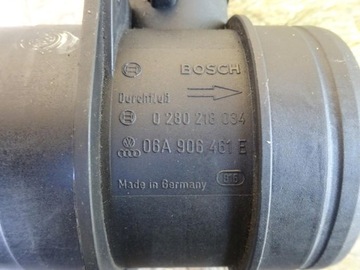 BOSCH
Durchfluß
0 280 218 034
06A 906 461 E
Made in Germany